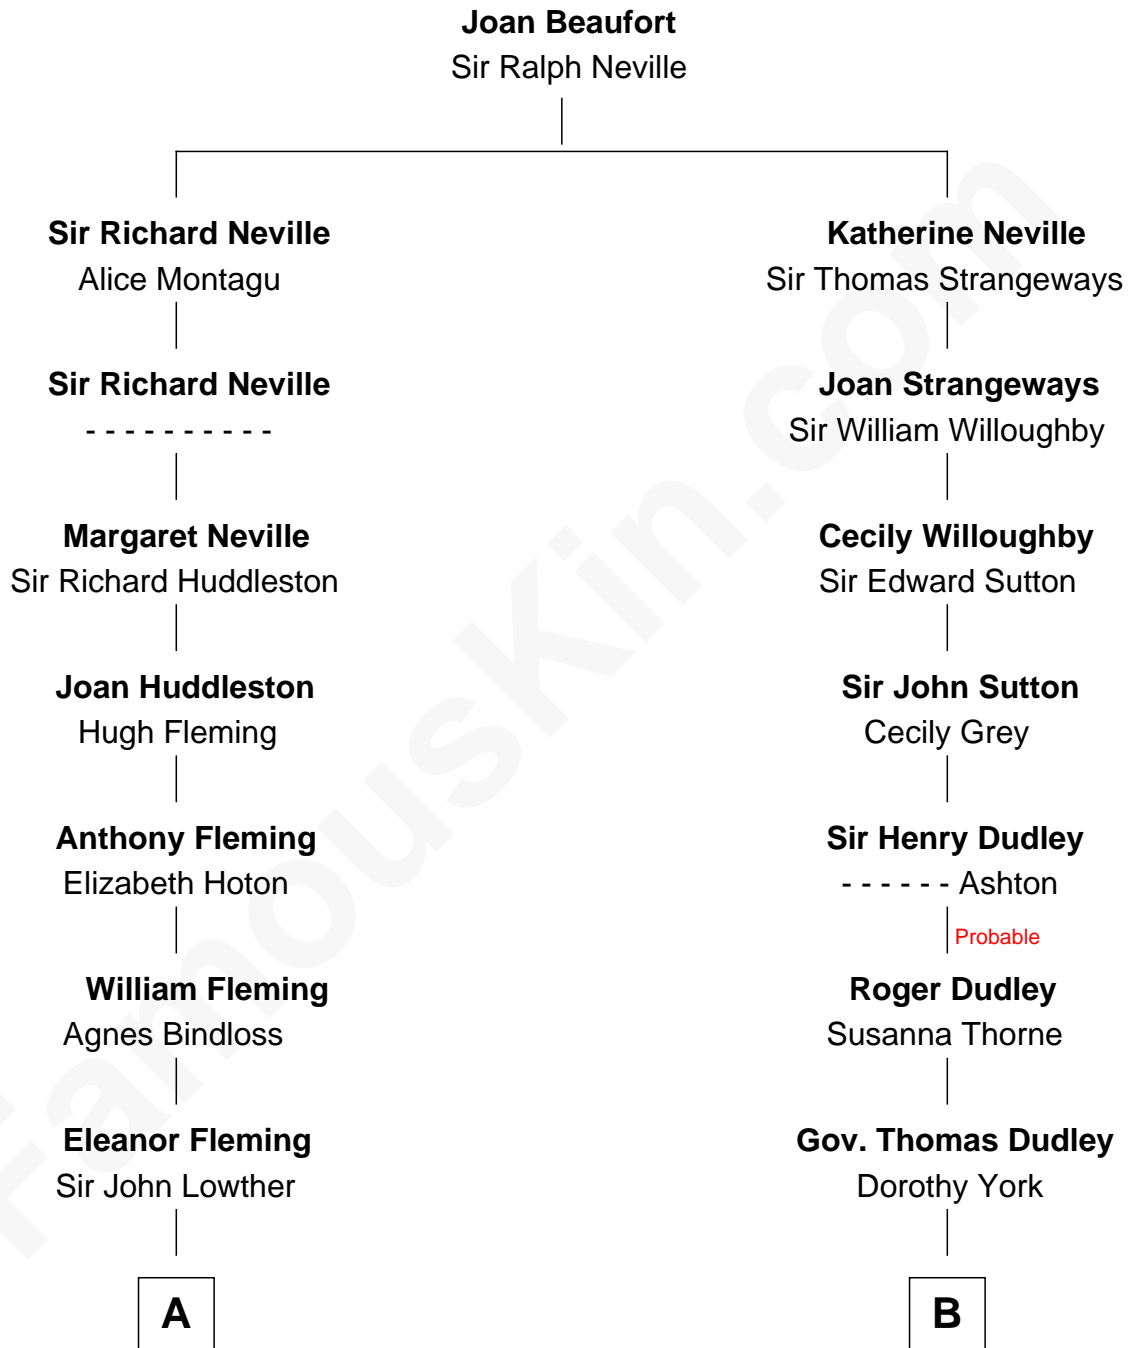 Joan Beaufort
Sir Ralph Neville
Sir Richard Neville
Alice Montagu
Sir Richard Neville
- - - - - - - - - -
Margaret Neville
Sir Richard Huddleston
Joan Huddleston
Hugh Fleming
Anthony Fleming
Elizabeth Hoton
William Fleming
Agnes Bindloss
Eleanor Fleming
Sir John Lowther
A
Katherine Neville
Sir Thomas Strangeways
Joan Strangeways
Sir William Willoughby
Cecily Willoughby
Sir Edward Sutton
Sir John Sutton
Cecily Grey
Sir Henry Dudley
- - - - - - Ashton
Probable
Roger Dudley
Susanna Thorne
Gov. Thomas Dudley
Dorothy York
B
FamousKin.com